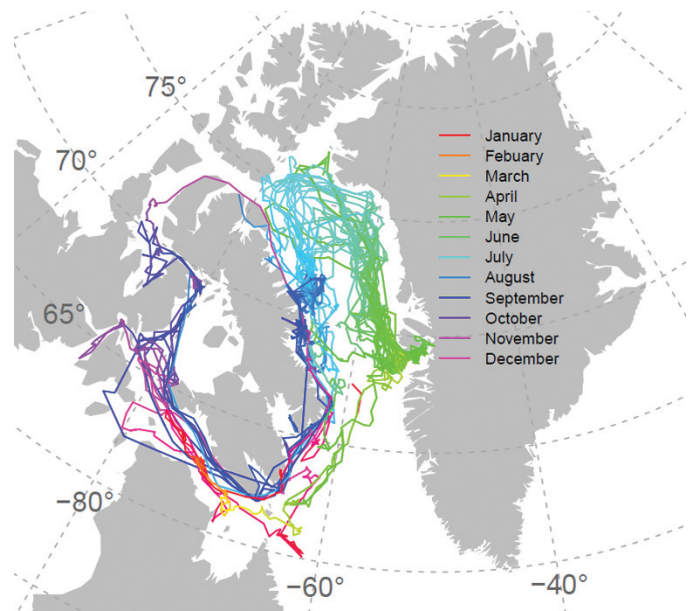 75°
70°
65°
−80°
−60°
−40°
January
Febuary
March
April
May
June
July
August
September
October
November
December